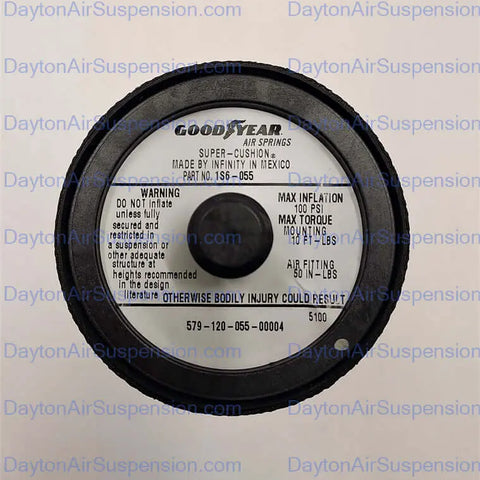 DaytonAirSuspension.com DaytonAirSuspension.com
GOODYEAR
AIR SPRINGS
SUPER-CUSHION®
MADE BY INFINITY IN MEXICO
PART NO. 1S6-055
WARNING
DO NOT inflate
unless fully
secured and
restricted in
a suspension or
other adequate
structure at
heights recommended
in the design
literature
OTHERWISE BODILY INJURY COULD RESULT
MAX INFLATION
100 PSI
MAX TORQUE
MOUNTING
10 FT-LBS
AIR FITTING
50 IN-LBS
5100
579-120-055-00004